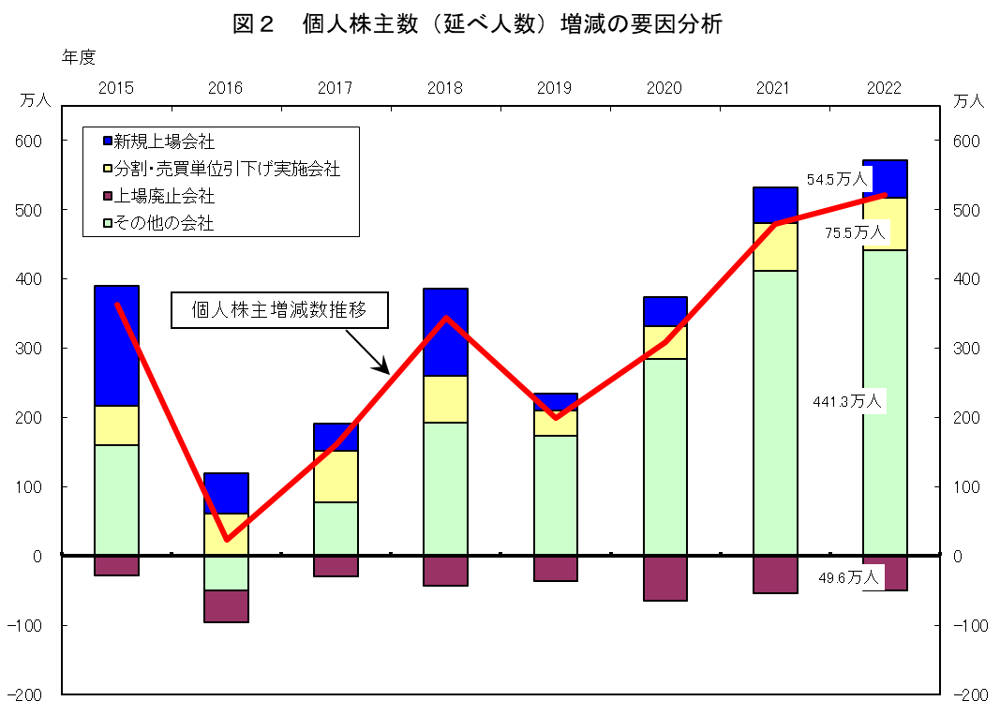 図２　個人株主数（延べ人数）増減の要因分析
年度
2015 2016 2017 2018 2019 2020 2021 2022
万人 万人
600 600
新規上場会社
54.5万人
分割・売買単位引下げ実施会社
上場廃止会社
500 500
その他の会社
75.5万人
400 400
個人株主増減数推移
300 300
441.3万人
200 200
100 100
0 0
49.6万人
-100 -100
-200 -200